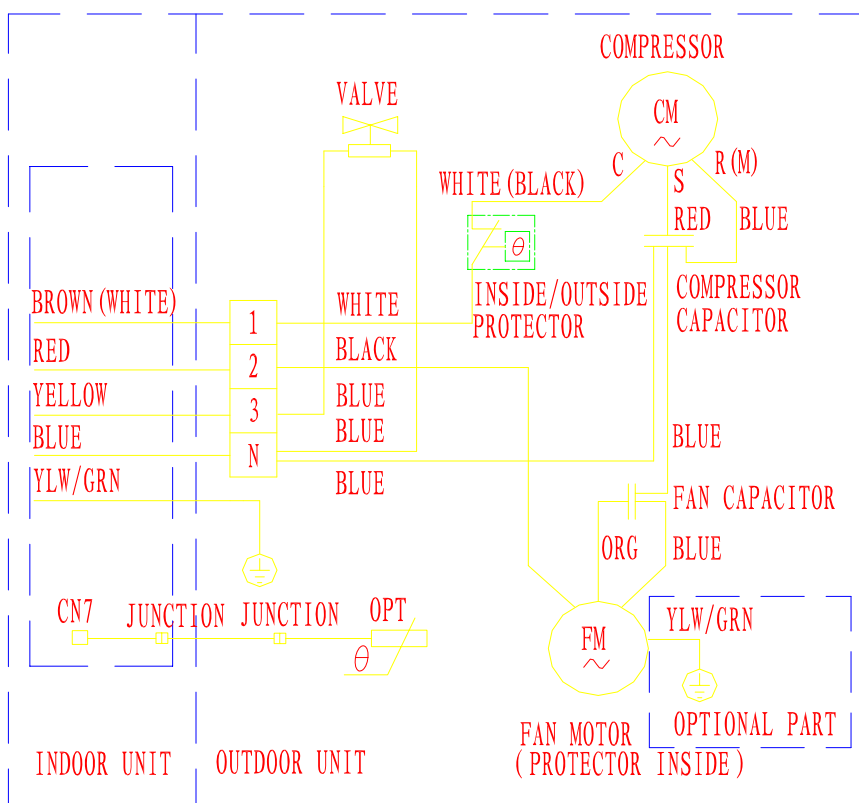 COMPRESSOR
VALVE
CM
C
S
R(M)
WHITE(BLACK)
RED
BLUE
θ
INSIDE/OUTSIDE
PROTECTOR
COMPRESSOR
CAPACITOR
BROWN(WHITE)
1
WHITE
RED
2
BLACK
YELLOW
3
BLUE
BLUE
N
BLUE
BLUE
YLW/GRN
BLUE
FAN CAPACITOR
ORG
BLUE
CN7
JUNCTION
JUNCTION
OPT
θ
FM
YLW/GRN
OPTIONAL PART
FAN MOTOR
(PROTECTOR INSIDE)
INDOOR UNIT
OUTDOOR UNIT